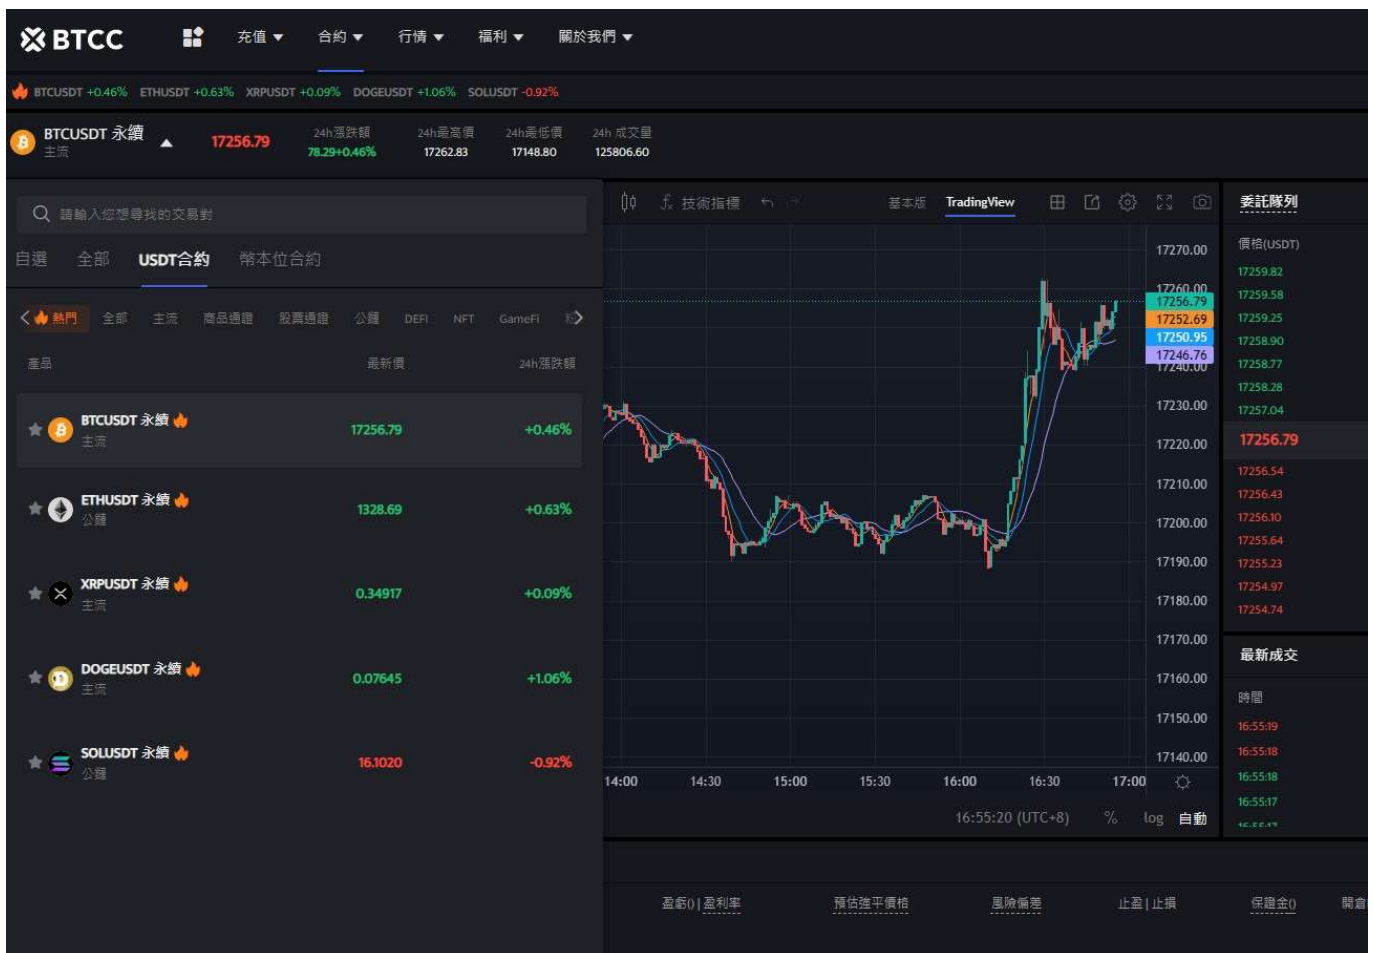 BTCC 充值 合約 行情 福利 關於我們
BTCUSDT +0.46% ETHUSDT +0.63% XRPUSDT +0.09% DOGEUSDT +1.06% SOLUSDT -0.92%
BTCUSDT 永續
主流
17256.79
24h漲跌額
78.29+0.46%
24h最高價
17262.83
24h最低價
17148.80
24h 成交量
125806.60
請輸入您想尋找的交易對
自選 全部 USDT合約 幣本位合約
熱門 全部 主流 商品通證 股票通證 公鏈 DEFI NFT GameFi
產品 最新價 24h漲跌額
BTCUSDT 永續 17256.79 +0.46%
主流
ETHUSDT 永續 1328.69 +0.63%
公鏈
XRPUSDT 永續 0.34917 +0.09%
主流
DOGEUSDT 永續 0.07645 +1.06%
主流
SOLUSDT 永續 16.1020 -0.92%
公鏈
技術指標 基本版 TradingView
17270.00
17260.00
17256.79
17252.69
17250.95
17246.76
17240.00
17230.00
17220.00
17210.00
17200.00
17190.00
17180.00
17170.00
17160.00
17150.00
17140.00
14:00 14:30 15:00 15:30 16:00 16:30 17:00
16:55:20 (UTC+8) % log 自動
委託隊列
價格(USDT)
17259.82
17259.58
17259.25
17258.90
17258.77
17258.28
17257.04
17256.79
17256.54
17256.43
17256.10
17255.64
17255.23
17254.97
17254.74
最新成交
時間
16:55:19
16:55:18
16:55:18
16:55:17
16:55:17
盈虧()|盈利率 預估強平價格 風險偏差 止盈|止損 保證金() 開倉